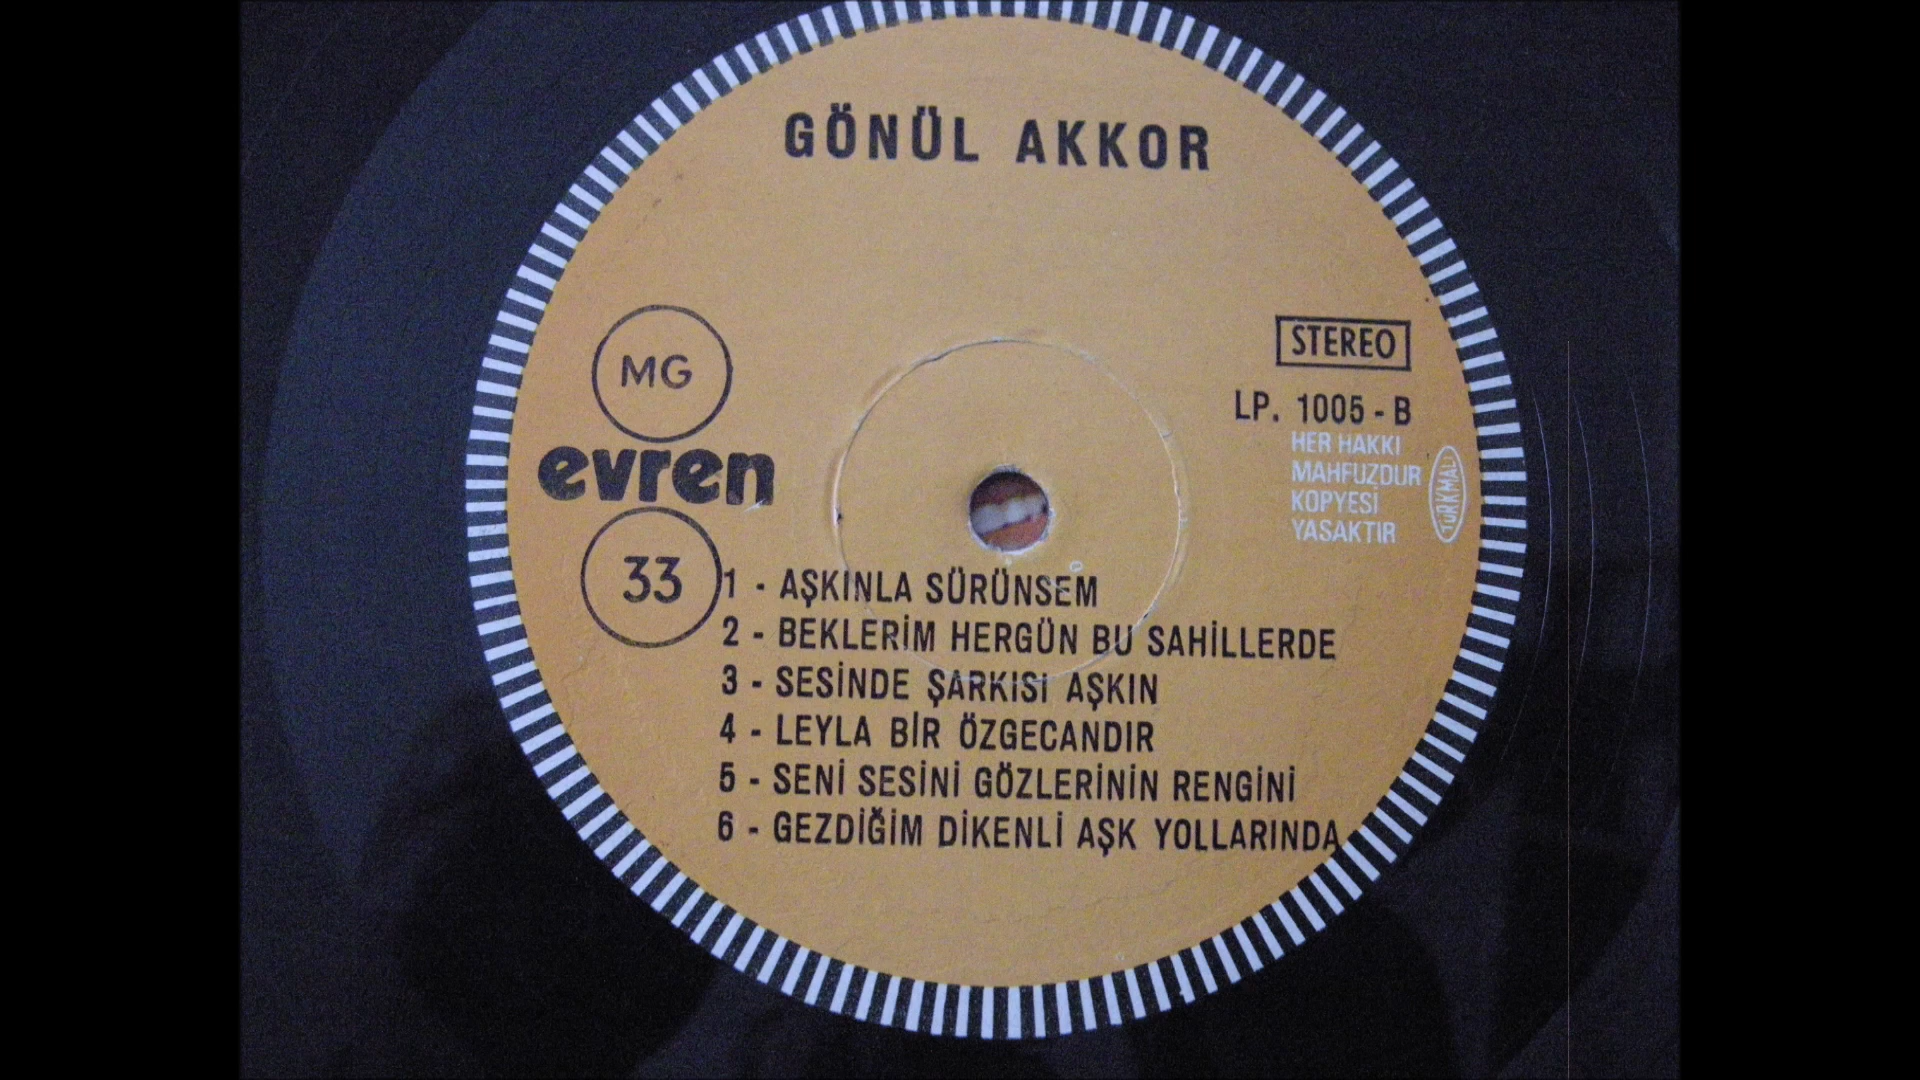 GÖNÜL AKKOR
MG
evren
33
STEREO
LP. 1005 - B
HER HAKKI
MAHFUZDUR
KOPYESİ
YASAKTIR
TÜRKMALI
1 - AŞKINLA SÜRÜNSEM
2 - BEKLERİM HERGÜN BU SAHİLLERDE
3 - SESİNDE ŞARKISI AŞKIN
4 - LEYLA BİR ÖZGECANDIR
5 - SENİ SESİNİ GÖZLERİNİN RENGİNİ
6 - GEZDİĞİM DİKENLİ AŞK YOLLARINDA